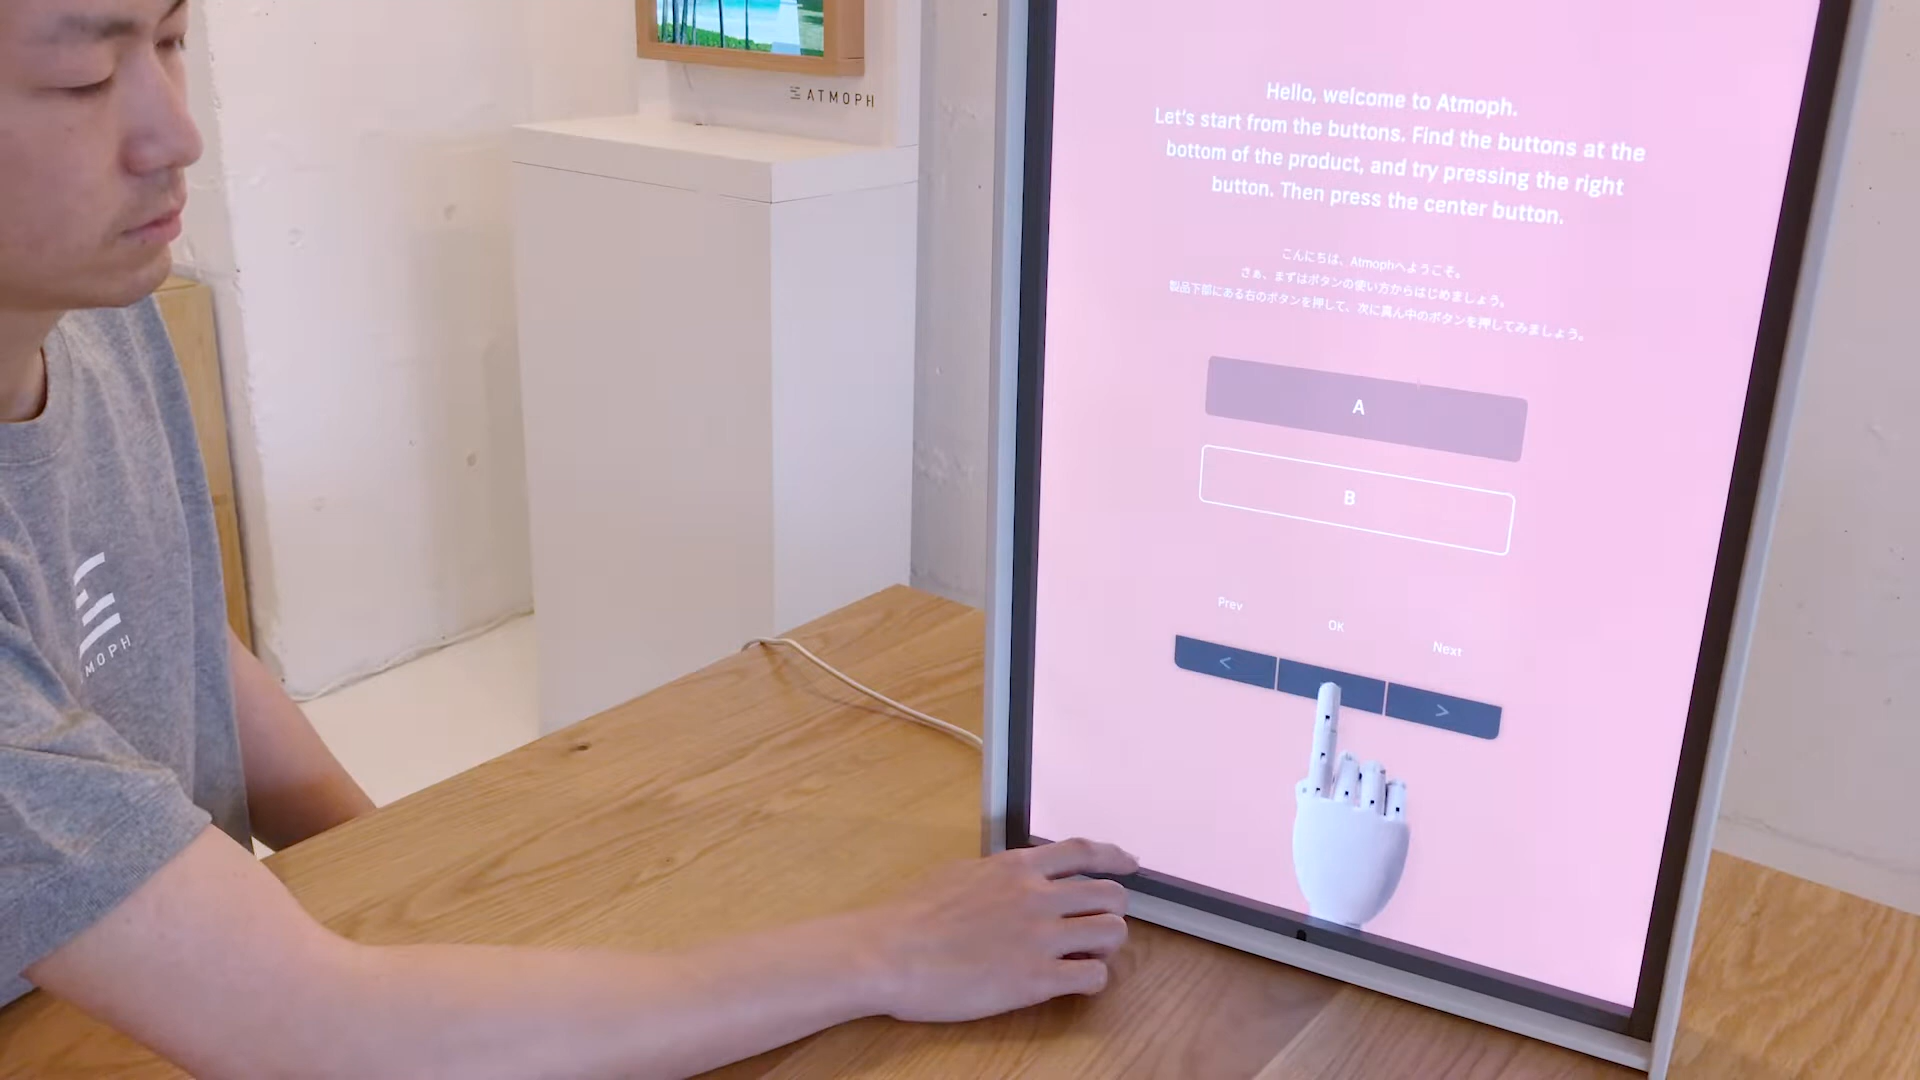 ATMOPH
Hello, welcome to Atmoph.
Let's start from the buttons. Find the buttons at the
bottom of the product, and try pressing the right
button. Then press the center button.
こんにちは、Atmophへようこそ。
さぁ、まずはボタンの使い方からはじめましょう。
製品下部にある右のボタンを押して、次に真ん中のボタンを押してみましょう。
A
B
Prev
OK
Next
<
>
MOPH